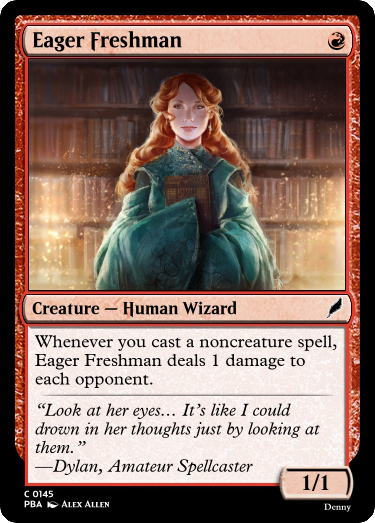 Eager Freshman
Creature — Human Wizard
Whenever you cast a noncreature spell,
Eager Freshman deals 1 damage to
each opponent.
“Look at her eyes… It’s like I could
drown in her thoughts just by looking at
them.”
—Dylan, Amateur Spellcaster
1/1
C 0145
PBA Alex Allen
Denny